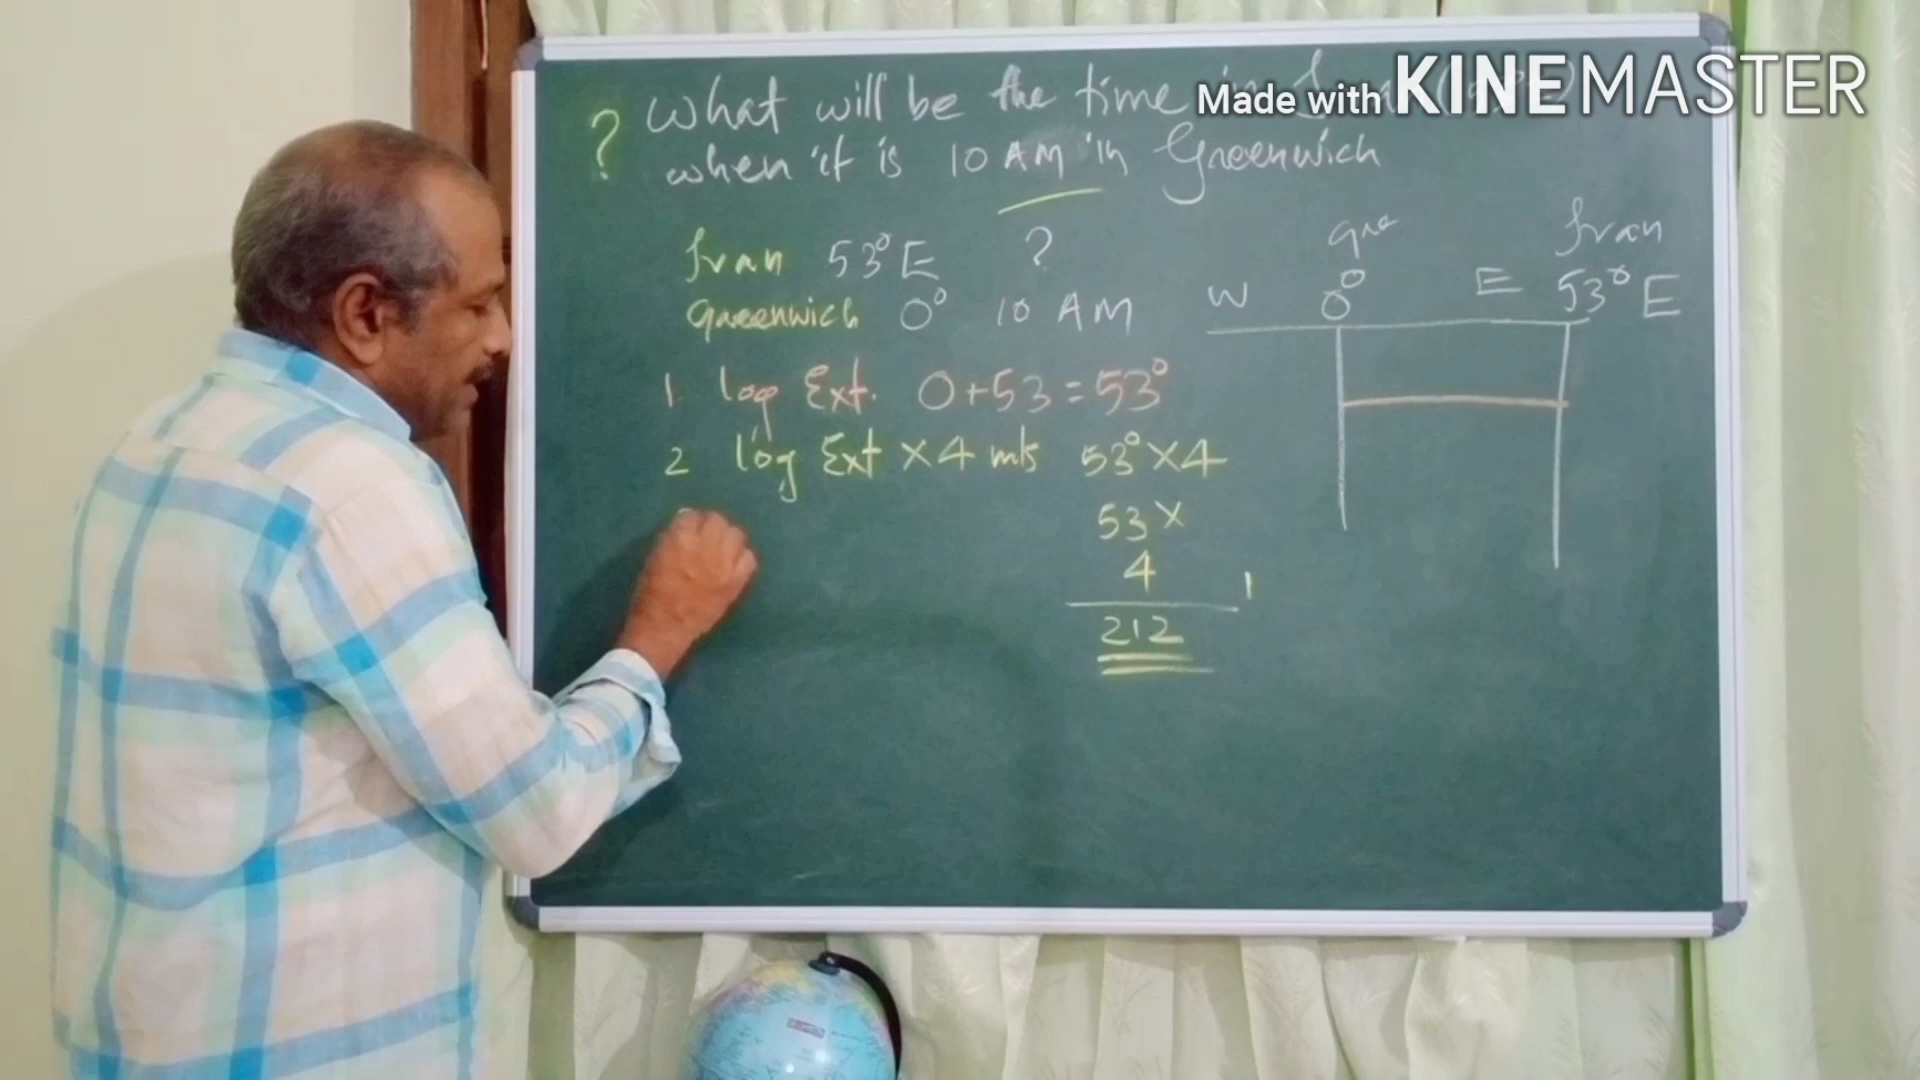 ? What will be the time
Made with KINEMASTER
when it is 10 AM in Greenwich
Iran 53° E ?
Greenwich 0° 10 AM
gre Iran
W 0° E 53° E
1. log Ext. 0+53=53°
2 log Ext × 4 mts 53°×4
53 ×
4 1
212